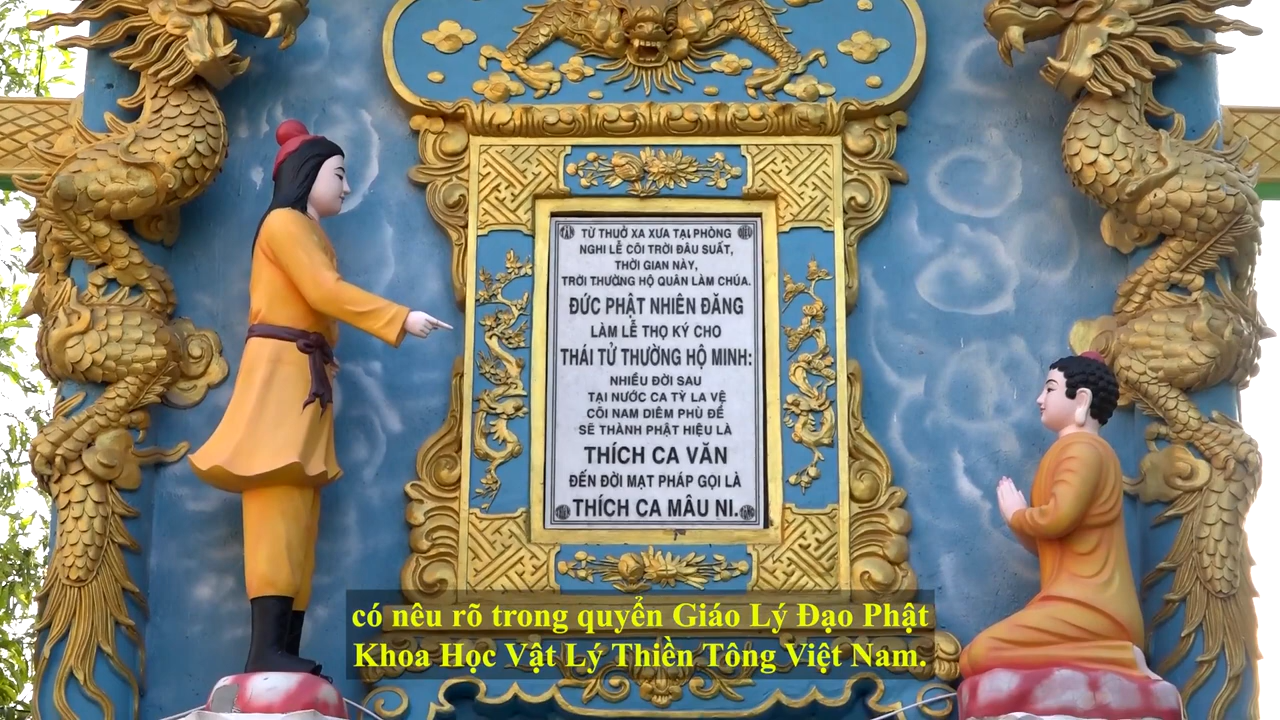 TỪ THUỞ XA XƯA TẠI PHÒNG
NGHI LỄ CÕI TRỜI ĐÂU SUẤT,
THỜI GIAN NÀY,
TRỜI THƯỜNG HỘ QUÂN LÀM CHÚA.
ĐỨC PHẬT NHIÊN ĐĂNG
LÀM LỄ THỌ KÝ CHO
THÁI TỬ THƯỜNG HỘ MINH:
NHIỀU ĐỜI SAU
TẠI NƯỚC CA TỲ LA VỆ
CÕI NAM DIÊM PHÙ ĐỀ
SẼ THÀNH PHẬT HIỆU LÀ
THÍCH CA VĂN
ĐẾN ĐỜI MẠT PHÁP GỌI LÀ
THÍCH CA MÂU NI.
có nêu rõ trong quyển Giáo Lý Đạo Phật
Khoa Học Vật Lý Thiền Tông Việt Nam.